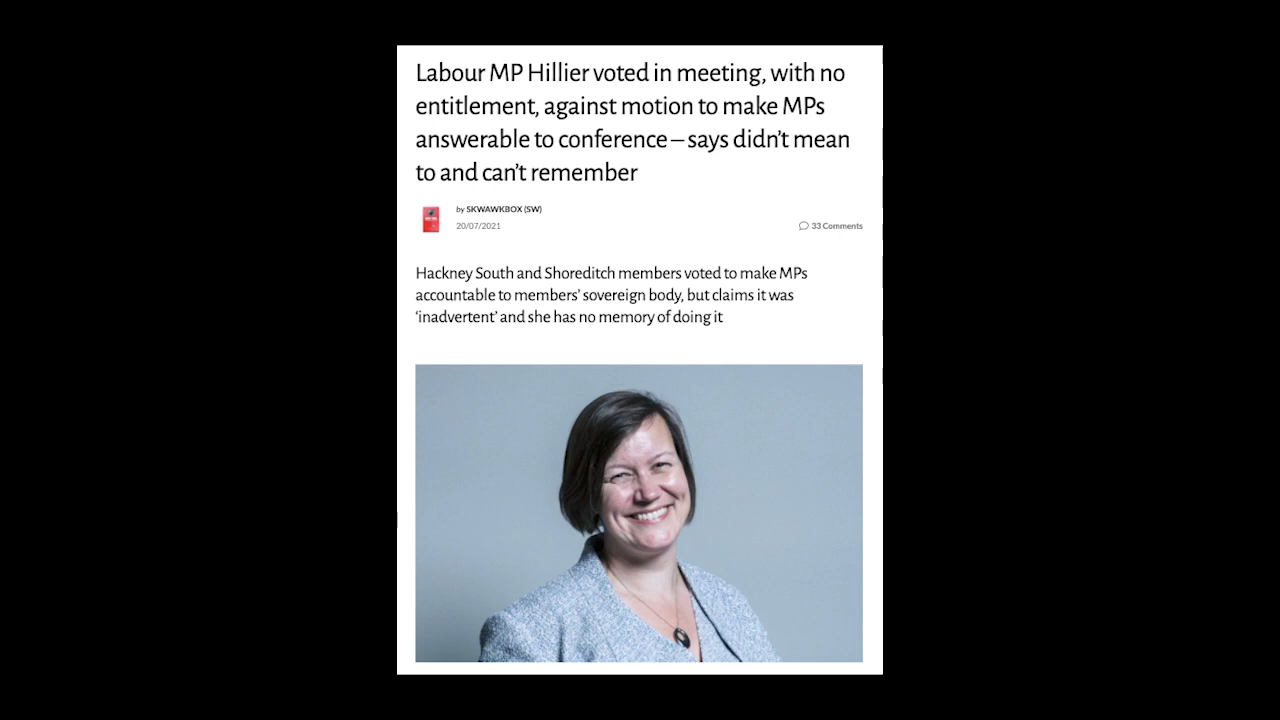 Labour MP Hillier voted in meeting, with no
entitlement, against motion to make MPs
answerable to conference – says didn't mean
to and can't remember
by SKWAWKBOX (SW)
20/07/2021
33 Comments
Hackney South and Shoreditch members voted to make MPs
accountable to members' sovereign body, but claims it was
'inadvertent' and she has no memory of doing it